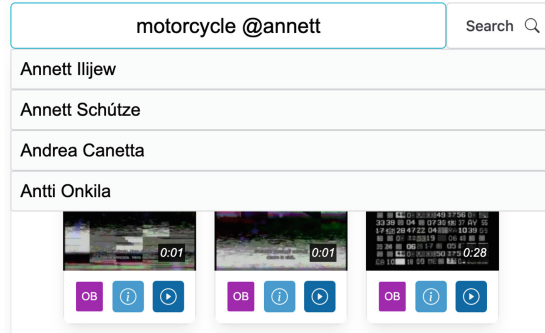 motorcycle @annett
Search
Annett Ilijew
Annett Schútze
Andrea Canetta
Antti Onkila
0:01
0:01
0:28
OB
OB
OB